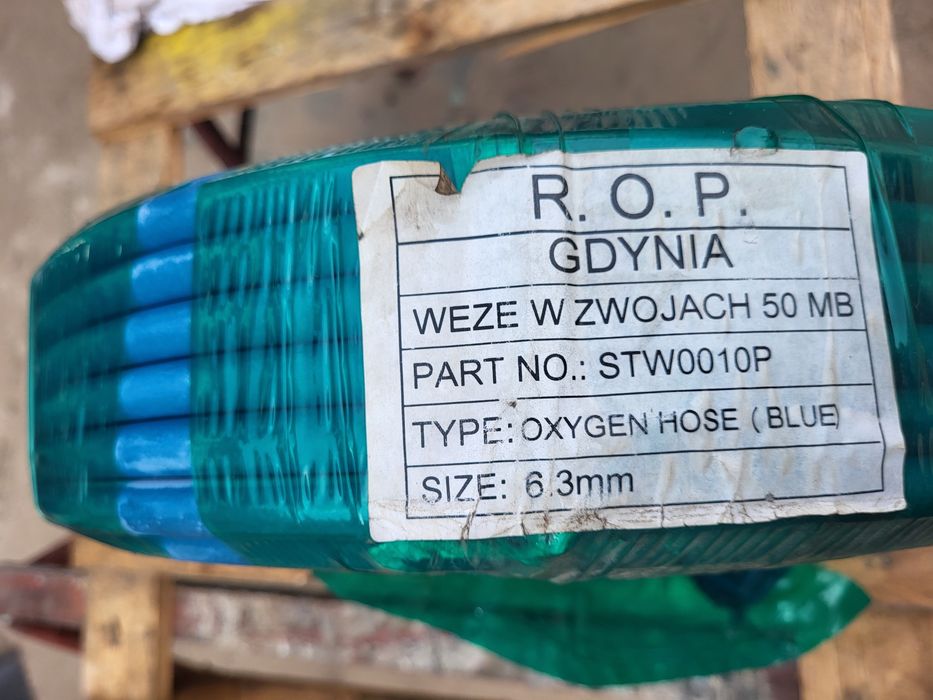 R. O. P.
GDYNIA
WEZE W ZWOJACH 50 MB
PART NO.: STW0010P
TYPE: OXYGEN HOSE (BLUE)
SIZE: 6.3mm